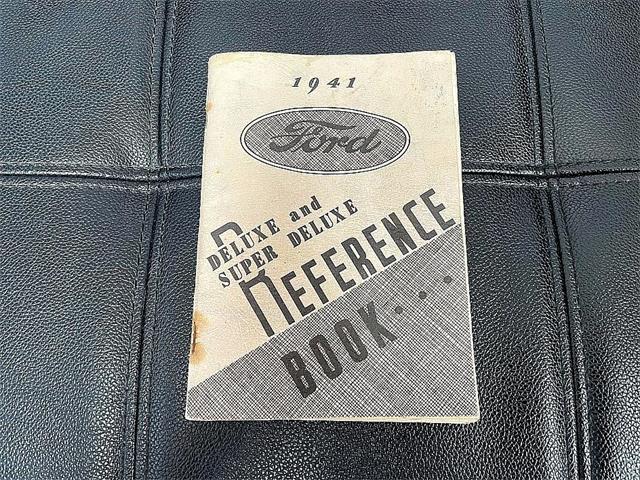 1941
Ford
DELUXE and
SUPER DELUXE
REFERENCE
BOOK...